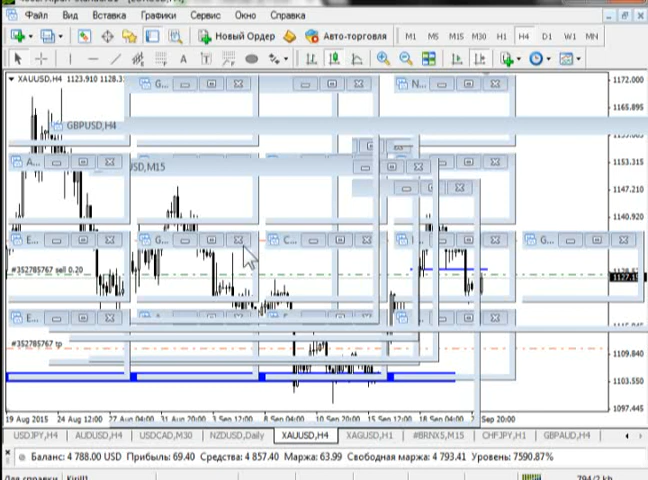 Файл Вид Вставка Графики Сервис Окно Справка
Новый Ордер Авто-торговля M1 M5 M15 M30 H1 H4 D1 W1 MN
XAUUSD,H4 1123.910 1128.3
G... N...
GBPUSD,H4
A... USD,M15
E... G... C... G...
#352785767 sell 0.20
E...
#352785767 tp
1172.000
1165.895
1153.315
1147.210
1140.920
1109.840
1103.550
1097.445
19 Aug 2015 24 Aug 12:00 27 Aug 04:00 31 Aug 20:00 3 Sep 12:00 8 Sep 04:00 10 Sep 20:00 15 Sep 12:00 18 Sep 04:00 Sep 20:00
USDJPY,H4 AUDUSD,H4 USDCAD,M30 NZDUSD,Daily XAUUSD,H4 XAGUSD,H1 #BRNX5,M15 CHFJPY,H1 GBPAUD,H4
Баланс: 4 788.00 USD Прибыль: 69.40 Средства: 4 857.40 Маржа: 63.99 Свободная маржа: 4 793.41 Уровень: 7590.87%
794/2 kb